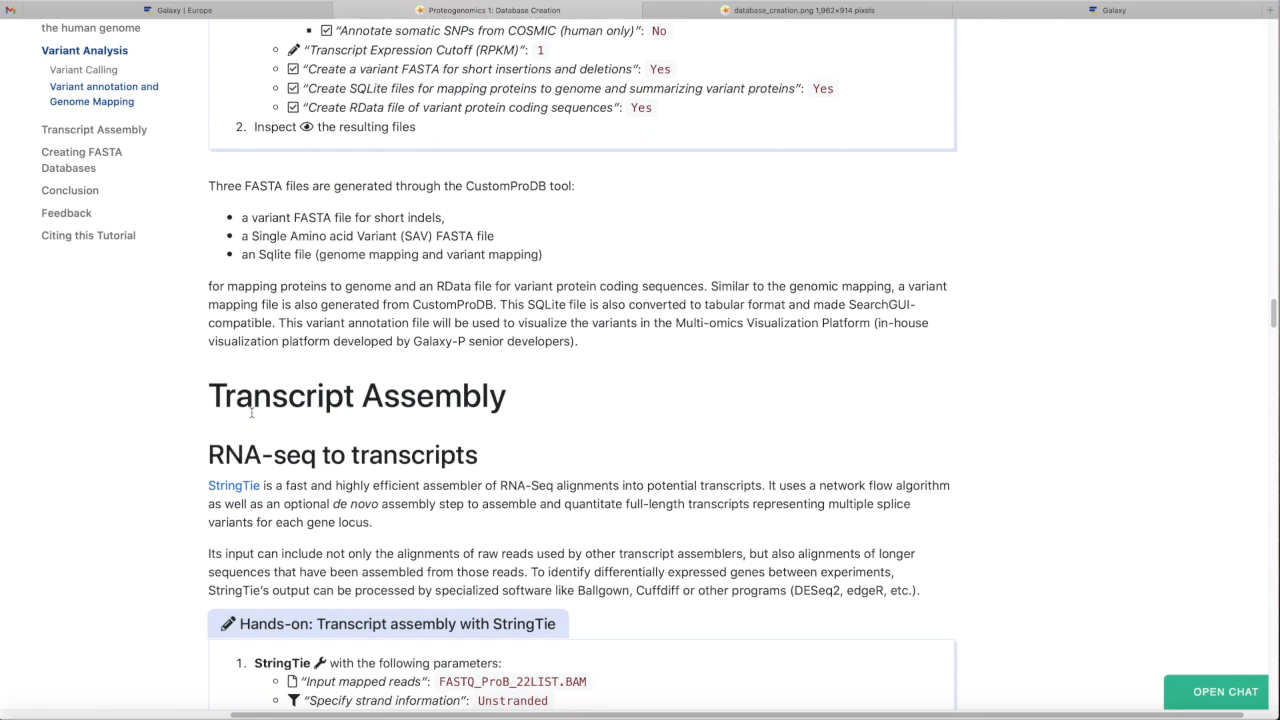 Galaxy | Europe
Proteogenomics 1: Database Creation
database_creation.png 1,962×914 pixels
Galaxy
the human genome
Variant Analysis
Variant Calling
Variant annotation and
Genome Mapping
Transcript Assembly
Creating FASTA
Databases
Conclusion
Feedback
Citing this Tutorial
"Annotate somatic SNPs from COSMIC (human only)": No
"Transcript Expression Cutoff (RPKM)": 1
"Create a variant FASTA for short insertions and deletions": Yes
"Create SQLite files for mapping proteins to genome and summarizing variant proteins": Yes
"Create RData file of variant protein coding sequences": Yes
2. Inspect the resulting files
Three FASTA files are generated through the CustomProDB tool:
• a variant FASTA file for short indels,
• a Single Amino acid Variant (SAV) FASTA file
• an Sqlite file (genome mapping and variant mapping)
for mapping proteins to genome and an RData file for variant protein coding sequences. Similar to the genomic mapping, a variant
mapping file is also generated from CustomProDB. This SQLite file is also converted to tabular format and made SearchGUI-
compatible. This variant annotation file will be used to visualize the variants in the Multi-omics Visualization Platform (in-house
visualization platform developed by Galaxy-P senior developers).
Transcript Assembly
RNA-seq to transcripts
StringTie is a fast and highly efficient assembler of RNA-Seq alignments into potential transcripts. It uses a network flow algorithm
as well as an optional de novo assembly step to assemble and quantitate full-length transcripts representing multiple splice
variants for each gene locus.
Its input can include not only the alignments of raw reads used by other transcript assemblers, but also alignments of longer
sequences that have been assembled from those reads. To identify differentially expressed genes between experiments,
StringTie's output can be processed by specialized software like Ballgown, Cuffdiff or other programs (DESeq2, edgeR, etc.).
Hands-on: Transcript assembly with StringTie
1. StringTie with the following parameters:
"Input mapped reads": FASTQ_ProB_22LIST.BAM
"Specify strand information": Unstranded
OPEN CHAT